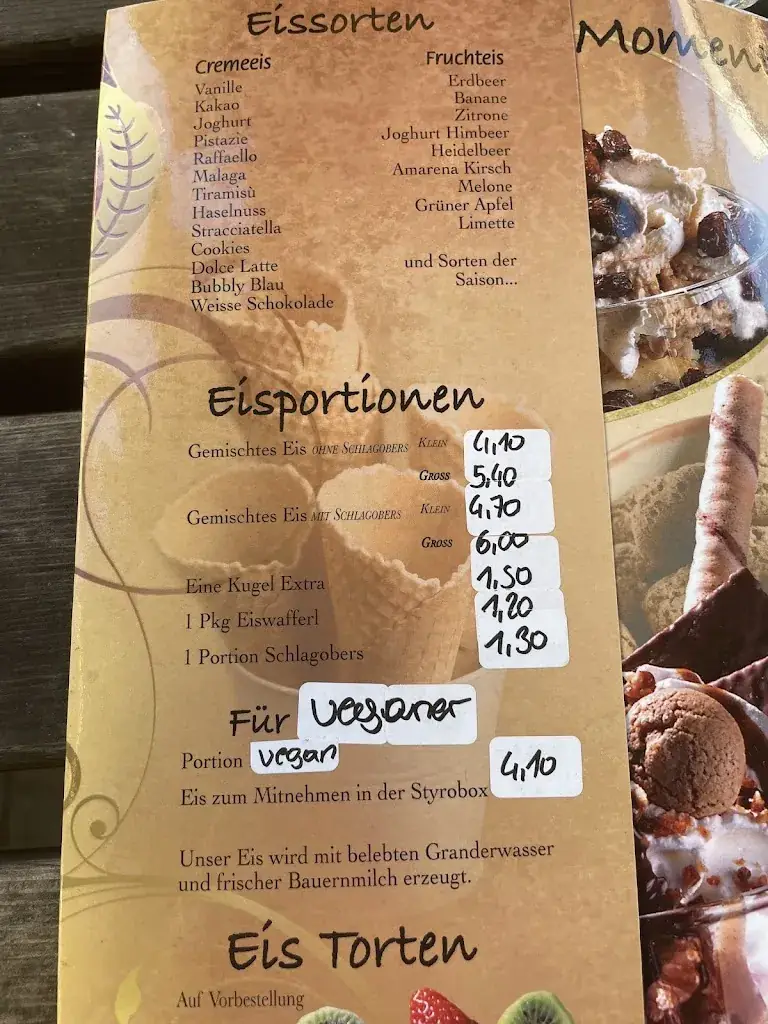 Eissorten
Cremeeis
Vanille
Kakao
Joghurt
Pistazie
Raffaello
Malaga
Tiramisù
Haselnuss
Stracciatella
Cookies
Dolce Latte
Bubbly Blau
Weisse Schokolade
Fruchteis
Erdbeer
Banane
Zitrone
Joghurt Himbeer
Heidelbeer
Amarena Kirsch
Melone
Grüner Apfel
Limette
und Sorten der
Saison...
Eisportionen
Gemischtes Eis OHNE SCHLAGOBERS KLEIN 4,10
GROSS 5,40
Gemischtes Eis MIT SCHLAGOBERS KLEIN 4,70
GROSS 6,00
Eine Kugel Extra 1,50
1 Pkg Eiswafferl 1,20
1 Portion Schlagobers 1,30
Für veganer
Portion vegan 4,10
Eis zum Mitnehmen in der Styrobox
Unser Eis wird mit belebten Granderwasser
und frischer Bauernmilch erzeugt.
Eis Torten
Auf Vorbestellung
Momen